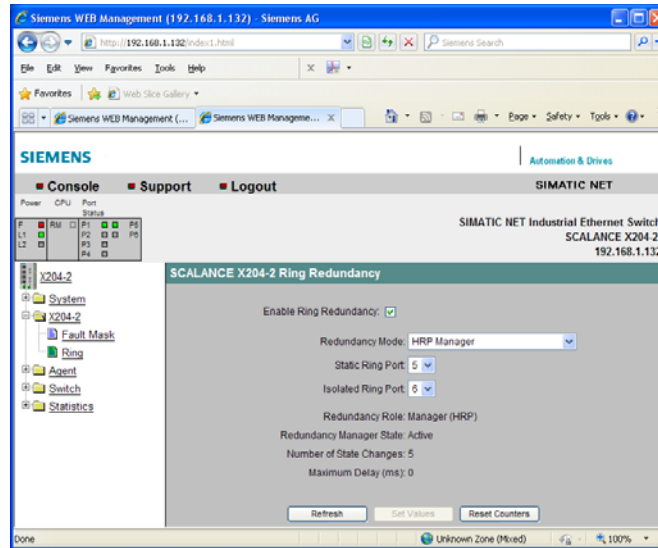 Siemens WEB Management (192.168.1.132) - Siemens AG
http://192.168.1.132/index1.html
Siemens Search
File Edit View Favorites Tools Help
Favorites Web Slice Gallery
Siemens WEB Management (... Siemens WEB Manageme... Page Safety Tools
SIEMENS
Automation & Drives
Console Support Logout SIMATIC NET
Power CPU Port Status
F RM P1 P5
L1 P2 P6
L2 P3
P4
SIMATIC NET Industrial Ethernet Switch
SCALANCE X204-2
192.168.1.132
X204-2
System
X204-2
Fault Mask
Ring
Agent
Switch
Statistics
SCALANCE X204-2 Ring Redundancy
Enable Ring Redundancy:
Redundancy Mode: HRP Manager
Static Ring Port: 5
Isolated Ring Port: 6
Redundancy Role: Manager (HRP)
Redundancy Manager State: Active
Number of State Changes: 5
Maximum Delay (ms): 0
Refresh Set Values Reset Counters
Done Unknown Zone (Mixed) 100%